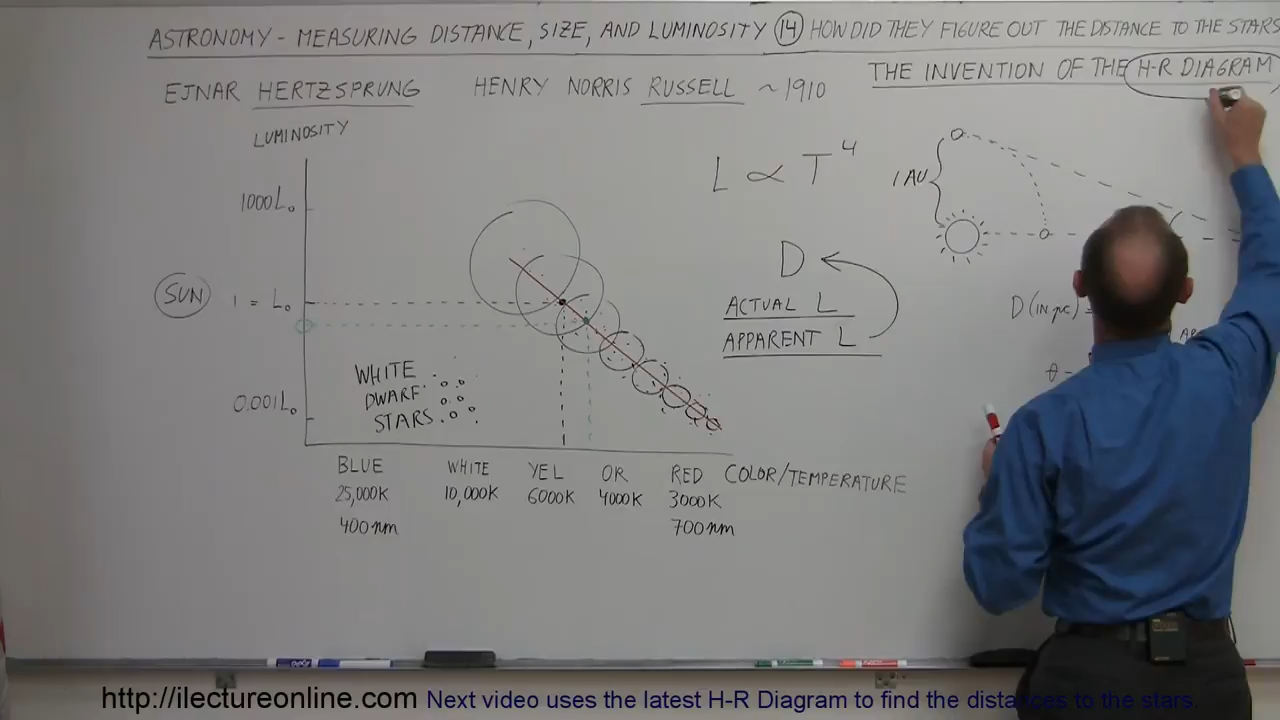 ASTRONOMY - MEASURING DISTANCE, SIZE, AND LUMINOSITY 14 HOW DID THEY FIGURE OUT THE DISTANCE TO THE STARS
THE INVENTION OF THE H-R DIAGRAM
EJNAR HERTZSPRUNG HENRY NORRIS RUSSELL ~1910
LUMINOSITY
L ∝ T⁴
1 AU
1000L₀
D
SUN
1 = L₀
ACTUAL L
D (IN pc) =
APPARENT L
WHITE
DWARF
STARS
0.001L₀
θ -
BLUE WHITE YEL OR RED COLOR/TEMPERATURE
25,000K 10,000K 6000K 4000K 3000K
400nm 700nm
http://ilectureonline.com Next video uses the latest H-R Diagram to find the distances to the stars.